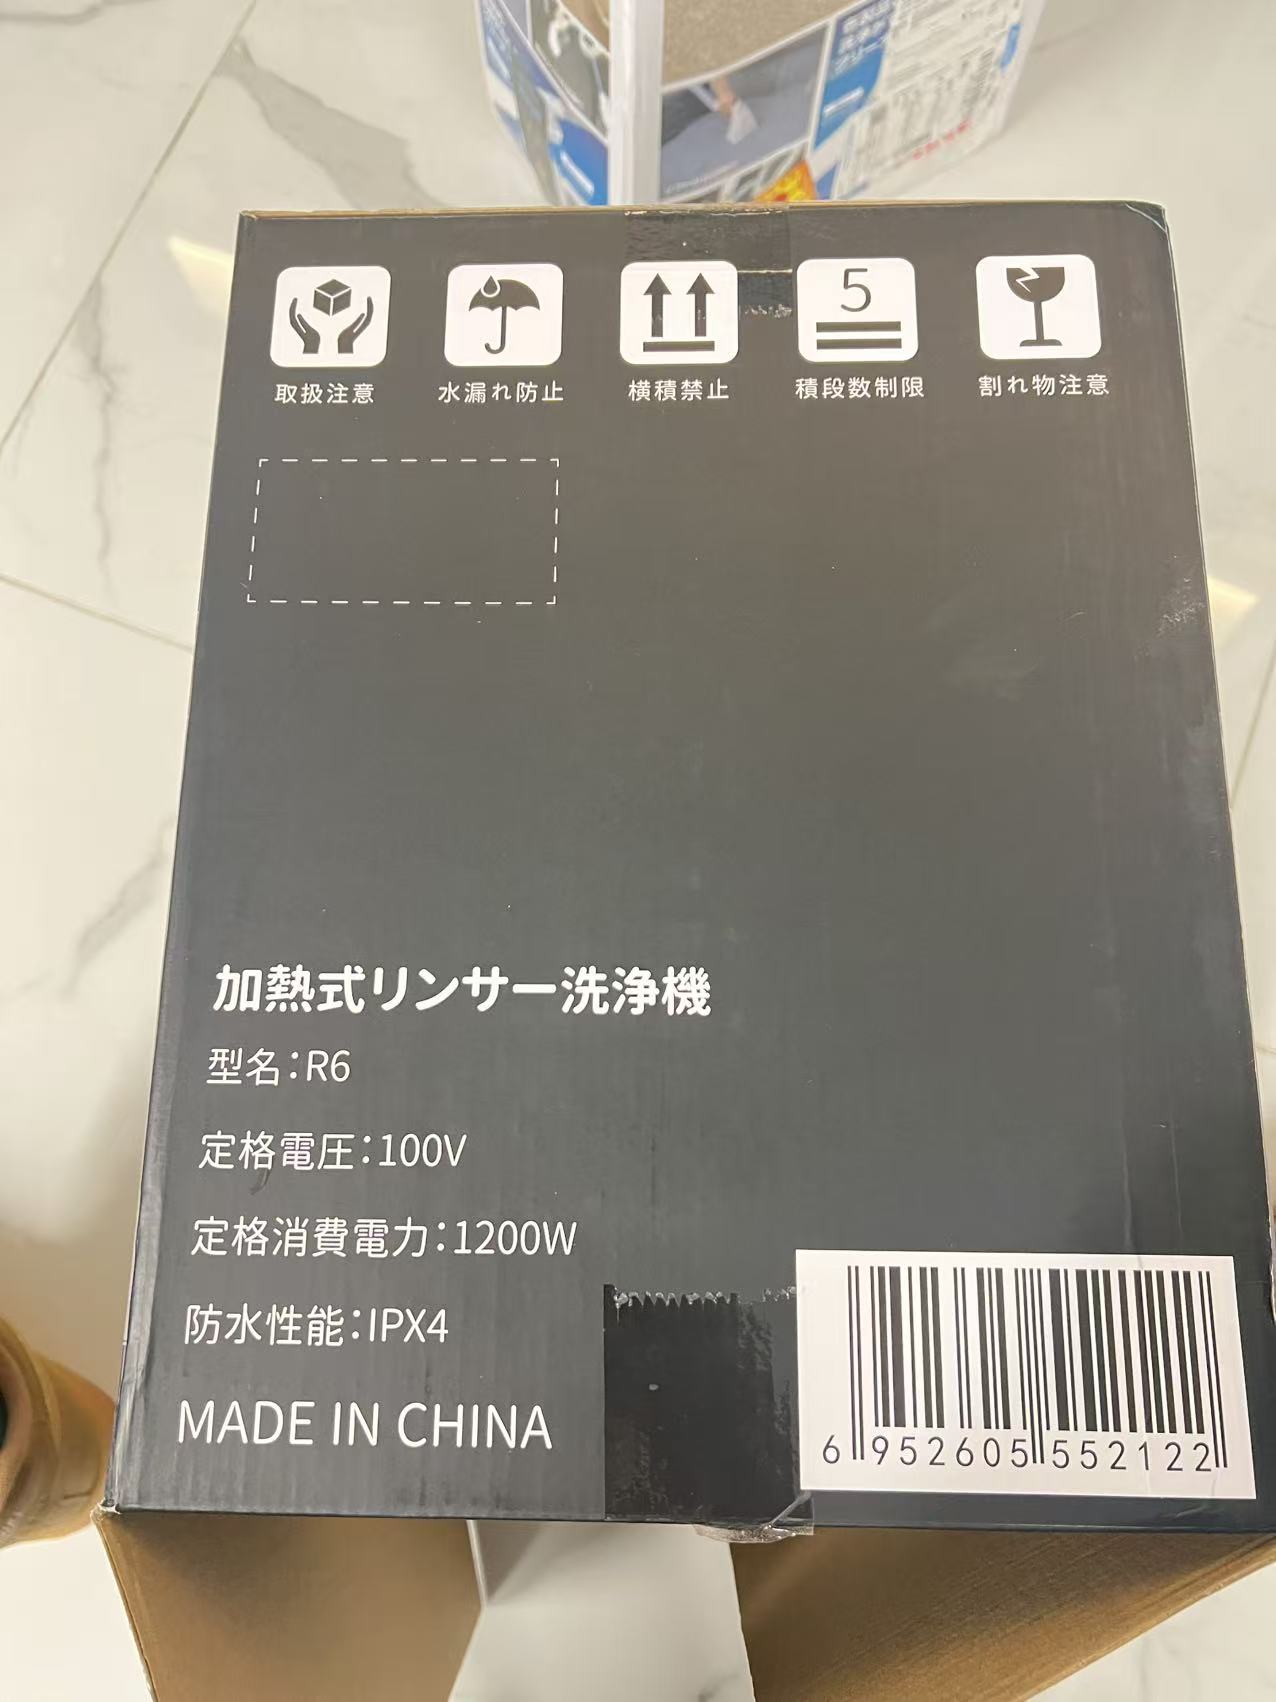 取扱注意
水漏れ防止
横積禁止
5
積段数制限
割れ物注意
加熱式リンサー洗浄機
型名：R6
定格電圧：100V
定格消費電力：1200W
防水性能：IPX4
MADE IN CHINA
6 952605 552122